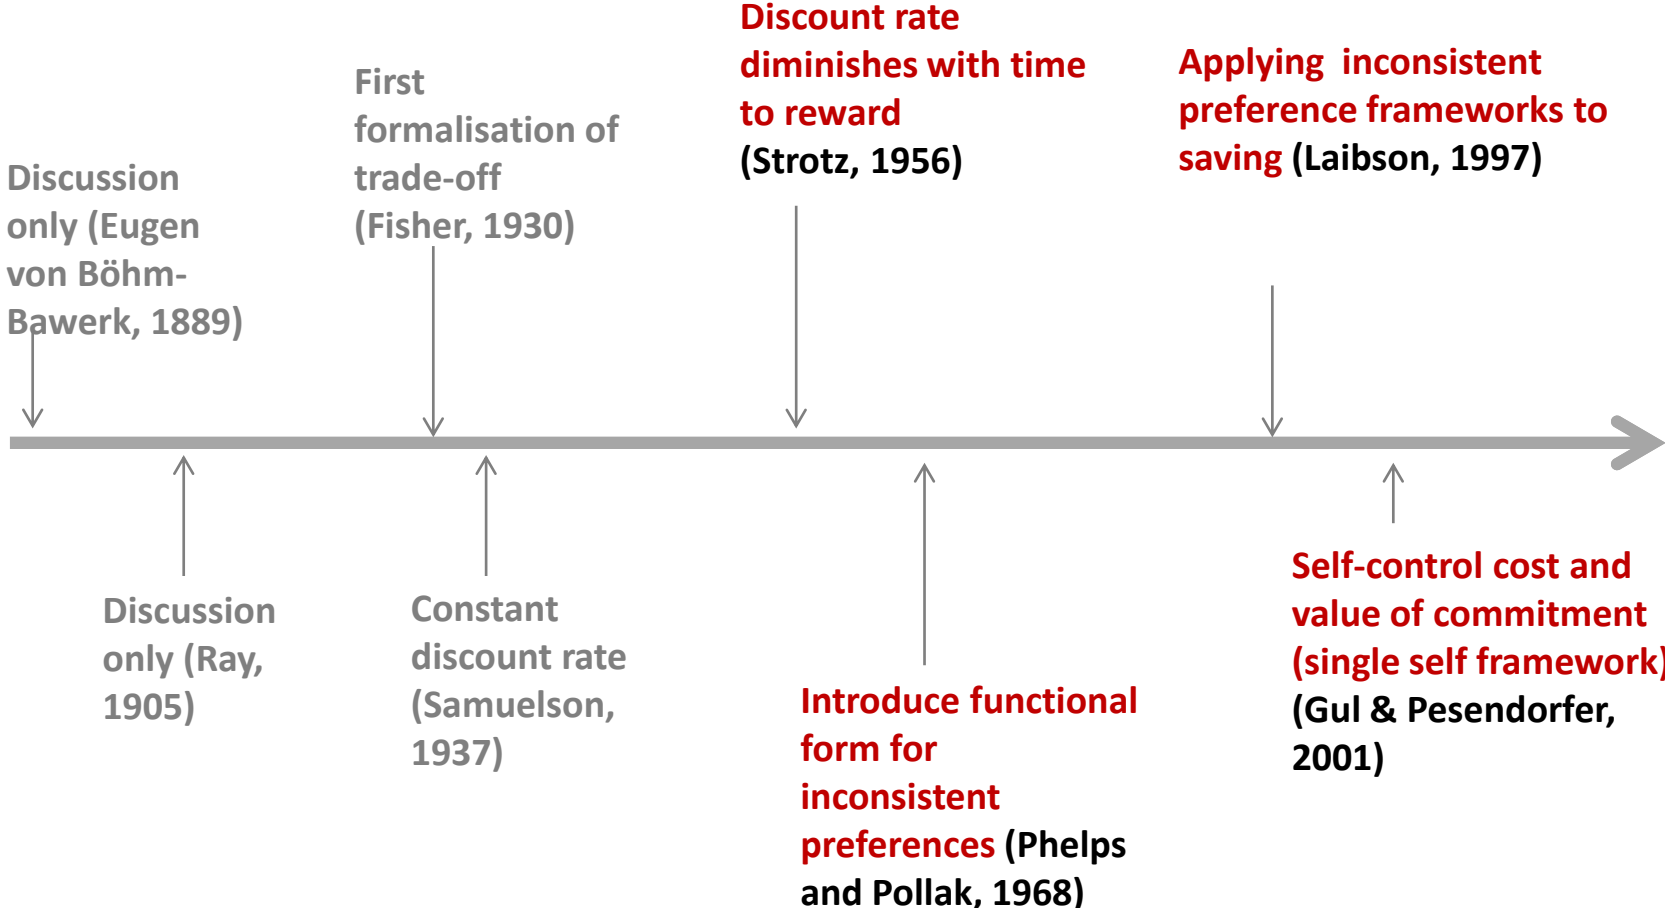 Discussion
only (Eugen
von Böhm-
Bawerk, 1889)
First
formalisation of
trade-off
(Fisher, 1930)
Discount rate
diminishes with time
to reward
(Strotz, 1956)
Applying inconsistent
preference frameworks to
saving (Laibson, 1997)
Discussion
only (Ray,
1905)
Constant
discount rate
(Samuelson,
1937)
Introduce functional
form for
inconsistent
preferences (Phelps
and Pollak, 1968)
Self-control cost and
value of commitment
(single self framework)
(Gul & Pesendorfer,
2001)